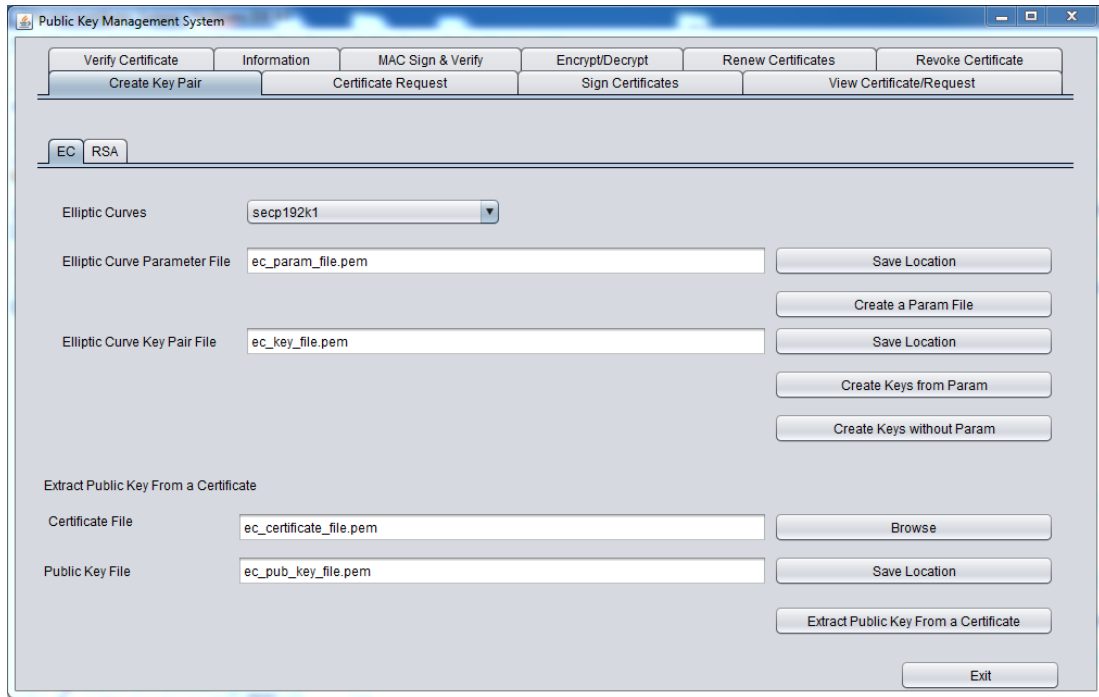 Public Key Management System
Verify Certificate Information MAC Sign & Verify Encrypt/Decrypt Renew Certificates Revoke Certificate
Create Key Pair Certificate Request Sign Certificates View Certificate/Request
EC RSA
Elliptic Curves secp192k1
Elliptic Curve Parameter File ec_param_file.pem Save Location
Create a Param File
Elliptic Curve Key Pair File ec_key_file.pem Save Location
Create Keys from Param
Create Keys without Param
Extract Public Key From a Certificate
Certificate File ec_certificate_file.pem Browse
Public Key File ec_pub_key_file.pem Save Location
Extract Public Key From a Certificate
Exit